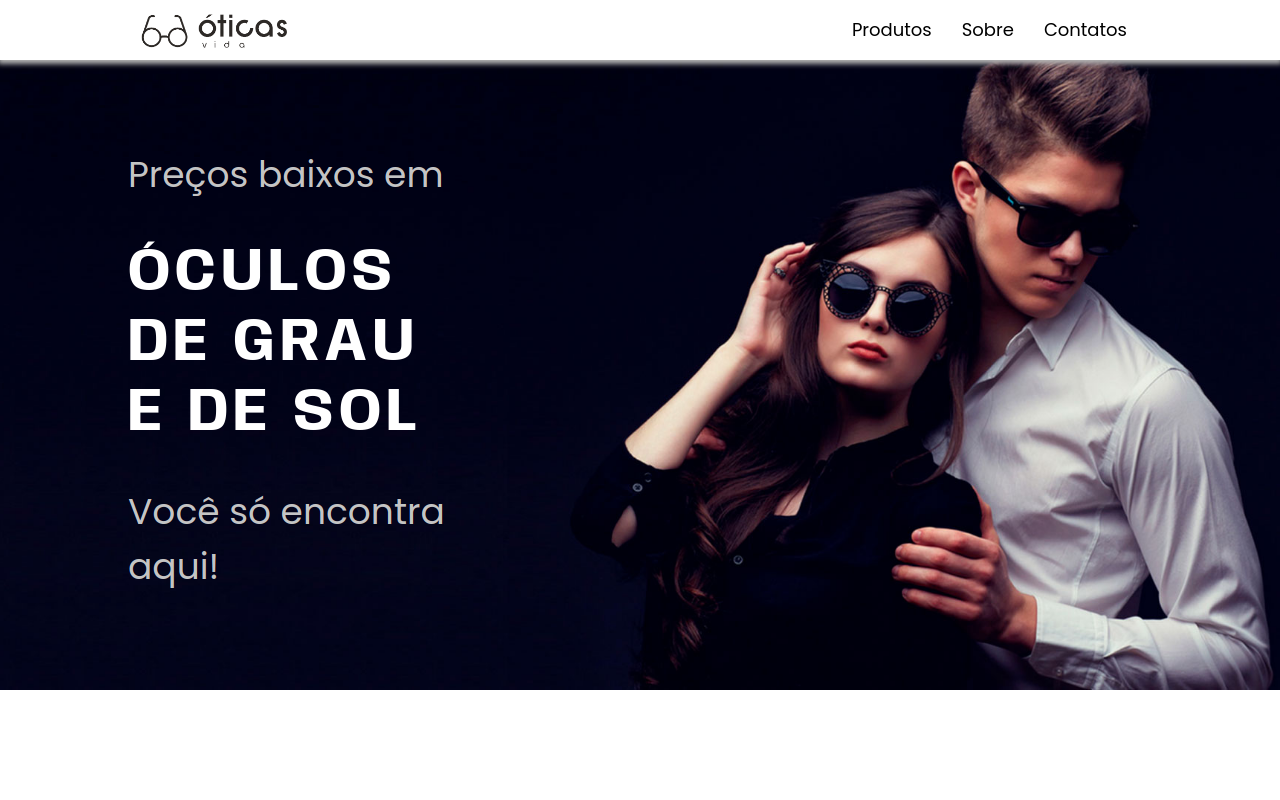 óticas
vida
Produtos Sobre Contatos
Preços baixos em
ÓCULOS
DE GRAU
E DE SOL
Você só encontra
aqui!